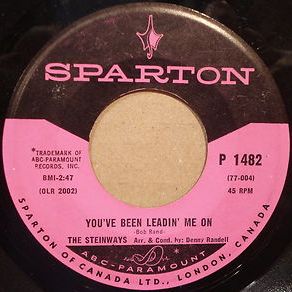 SPARTON
*TRADEMARK OF
ABC-PARAMOUNT
RECORDS, INC.
BMI-2:47
(OLR 2002)
P 1482
(77-004)
45 RPM
YOU'VE BEEN LEADIN' ME ON
-Bob Rand-
THE STEINWAYS Arr. & Cond. by: Denny Randell
ABC-PARAMOUNT
SPARTON OF CANADA LTD., LONDON, CANADA